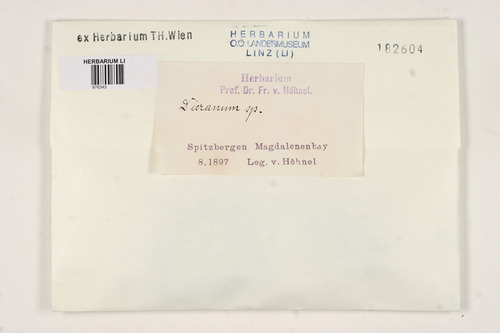 ex Herbarium TH.Wien
HERBARIUM
O.Ö. LANDESMUSEUM
LINZ (LI)
182604
HERBARIUM LI
Herbarium
Prof. Dr. Fr. v. Höhnel.
Dicranum sp.
Spitzbergen Magdalenenbay
8.1897 Leg. v. Höhnel